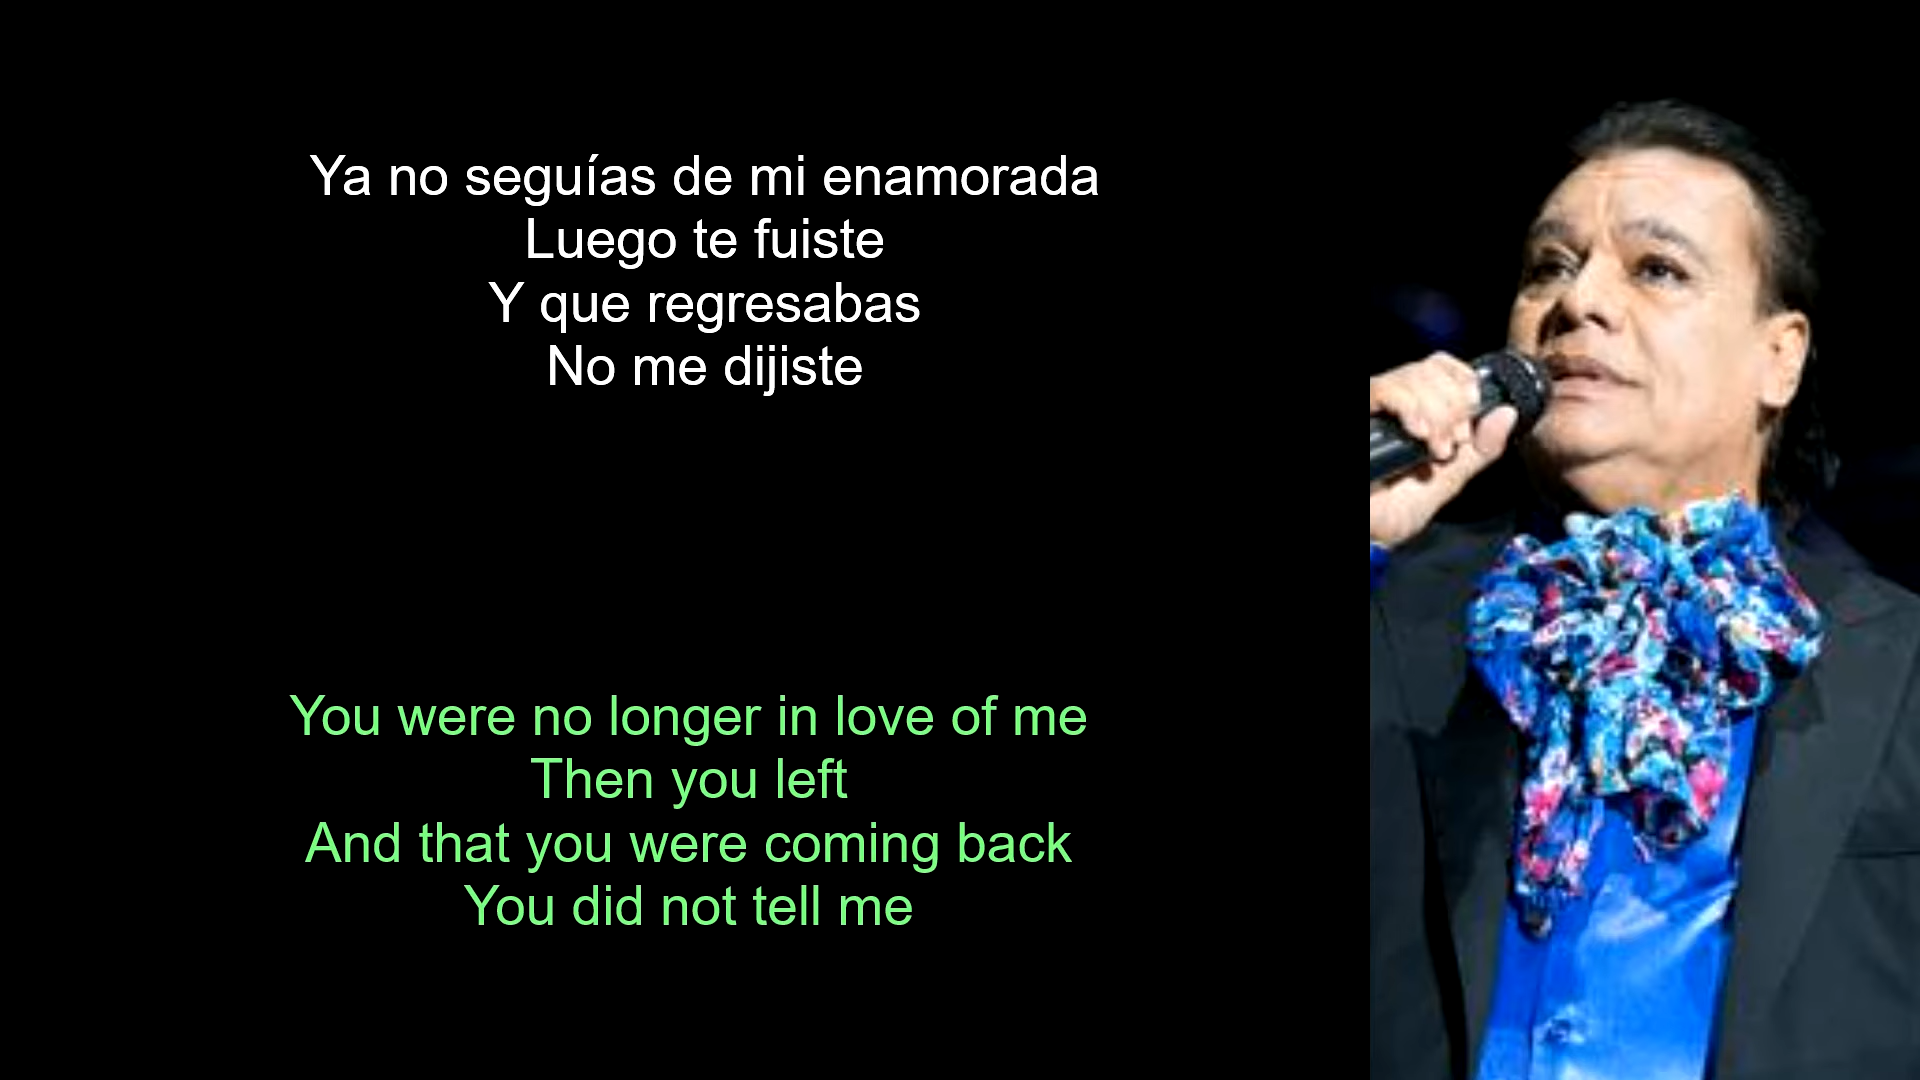 Ya no seguías de mi enamorada
Luego te fuiste
Y que regresabas
No me dijiste
You were no longer in love of me
Then you left
And that you were coming back
You did not tell me